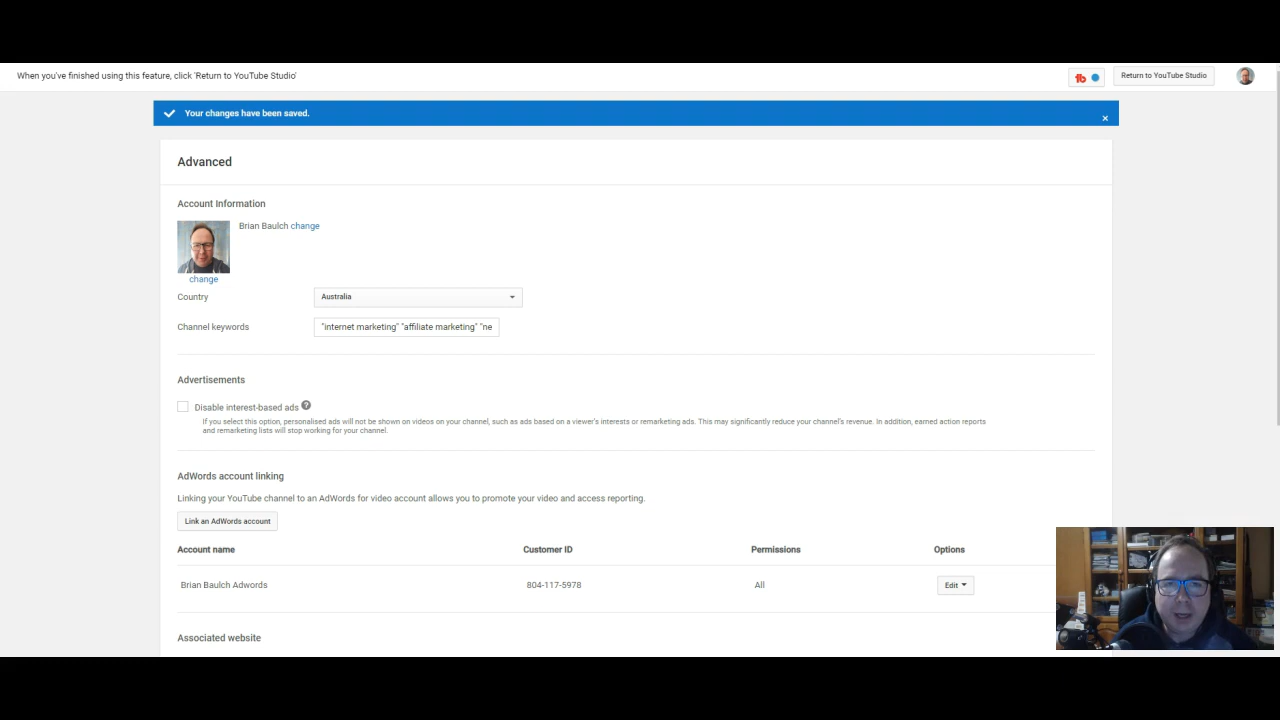 When you've finished using this feature, click 'Return to YouTube Studio'
tb
Return to YouTube Studio
Your changes have been saved.
×
Advanced
Account Information
Brian Baulch change
change
Country
Australia
Channel keywords
"internet marketing" "affiliate marketing" "ne
Advertisements
Disable interest-based ads ?
If you select this option, personalised ads will not be shown on videos on your channel, such as ads based on a viewer's interests or remarketing ads. This may significantly reduce your channel's revenue. In addition, earned action reports
and remarketing lists will stop working for your channel.
AdWords account linking
Linking your YouTube channel to an AdWords for video account allows you to promote your video and access reporting.
Link an AdWords account
Account name Customer ID Permissions Options
Brian Baulch Adwords 804-117-5978 All Edit
Associated website